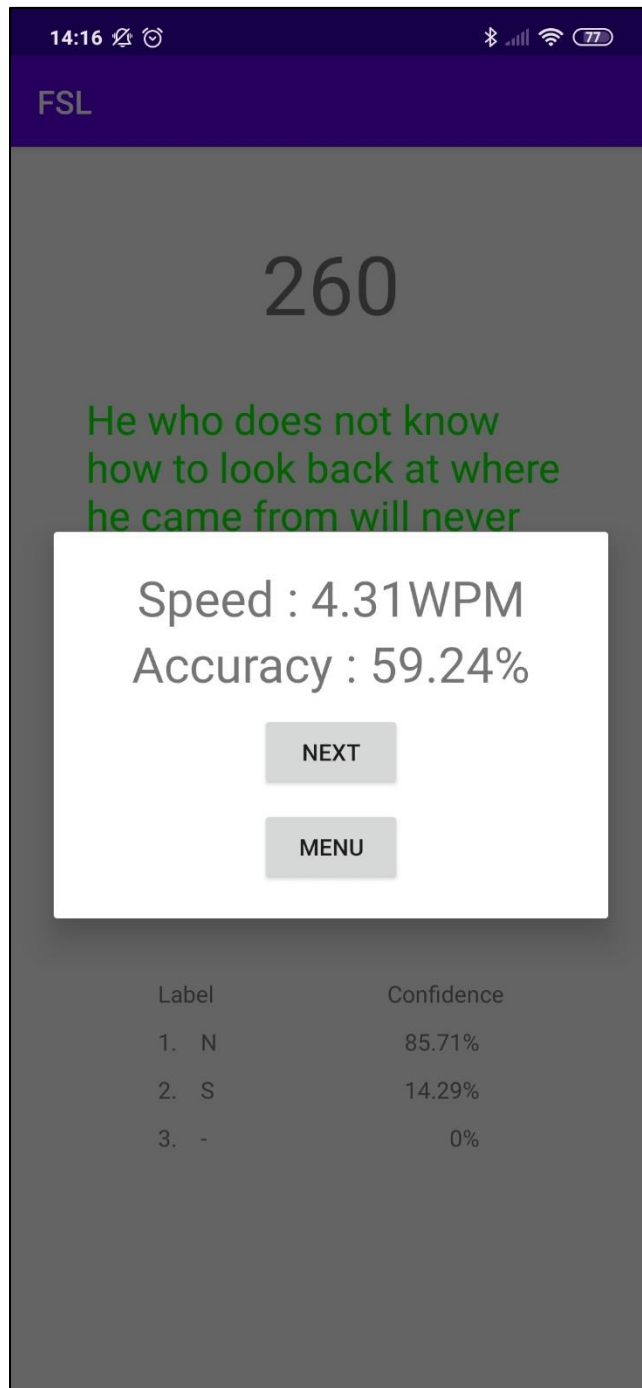 14:16 77
FSL
260
He who does not know
how to look back at where
he came from will never
Speed : 4.31WPM
Accuracy : 59.24%
NEXT
MENU
Label Confidence
1. N 85.71%
2. S 14.29%
3. - 0%